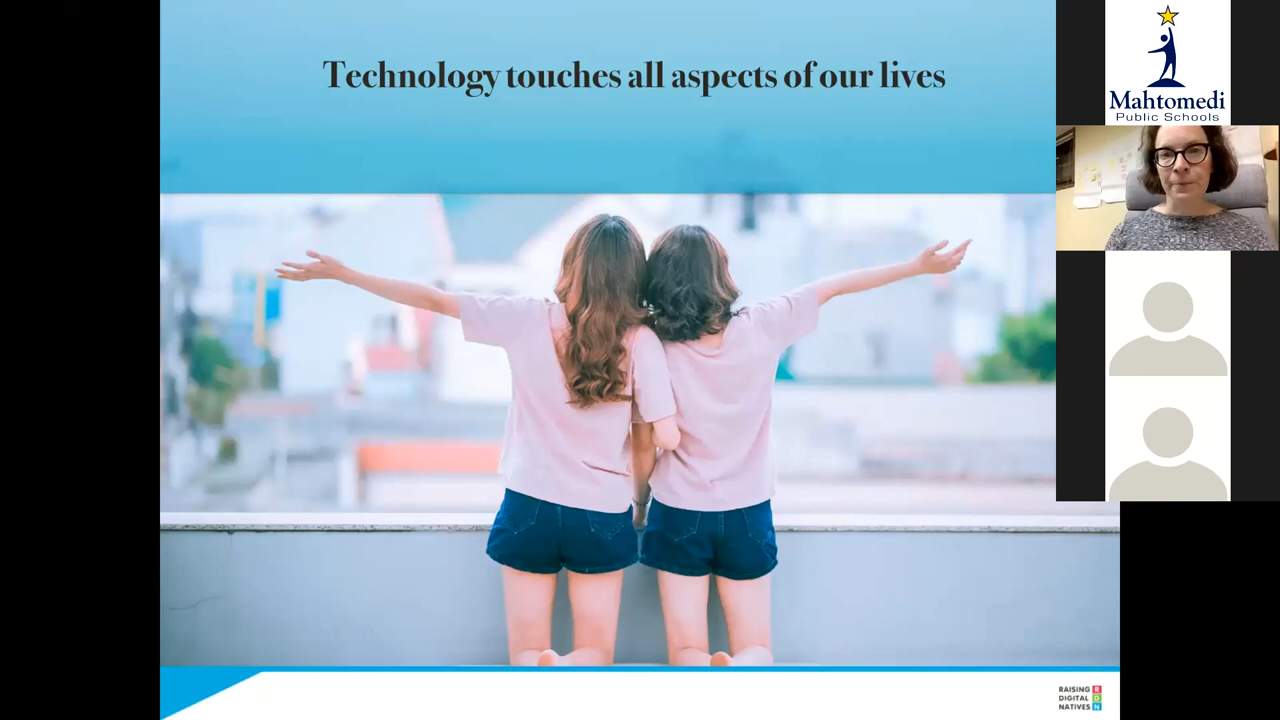 Technology touches all aspects of our lives
Mahtomedi
Public Schools
RAISING R
DIGITAL D
NATIVES N